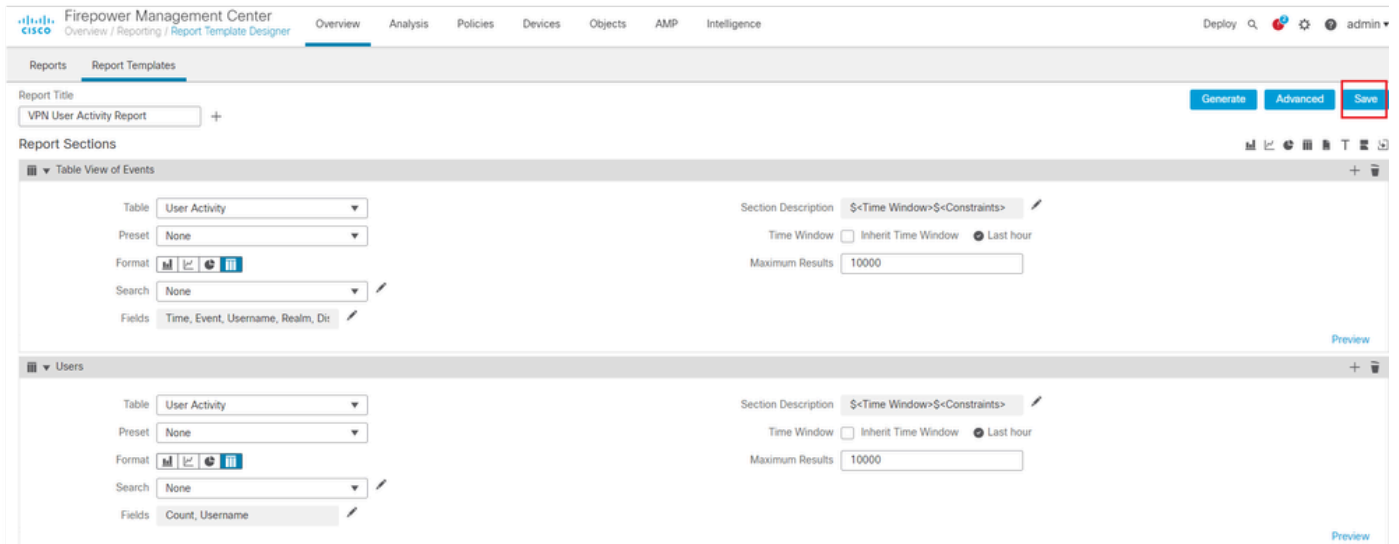 Firepower Management Center
CISCO Overview / Reporting / Report Template Designer
Overview Analysis Policies Devices Objects AMP Intelligence
Deploy 2 admin
Reports Report Templates
Report Title
Generate Advanced Save
VPN User Activity Report
Report Sections
Table View of Events
Table User Activity Section Description $<Time Window>$<Constraints>
Preset None Time Window Inherit Time Window Last hour
Format Maximum Results 10000
Search None
Fields Time, Event, Username, Realm, Dis
Preview
Users
Table User Activity Section Description $<Time Window>$<Constraints>
Preset None Time Window Inherit Time Window Last hour
Format Maximum Results 10000
Search None
Fields Count, Username
Preview